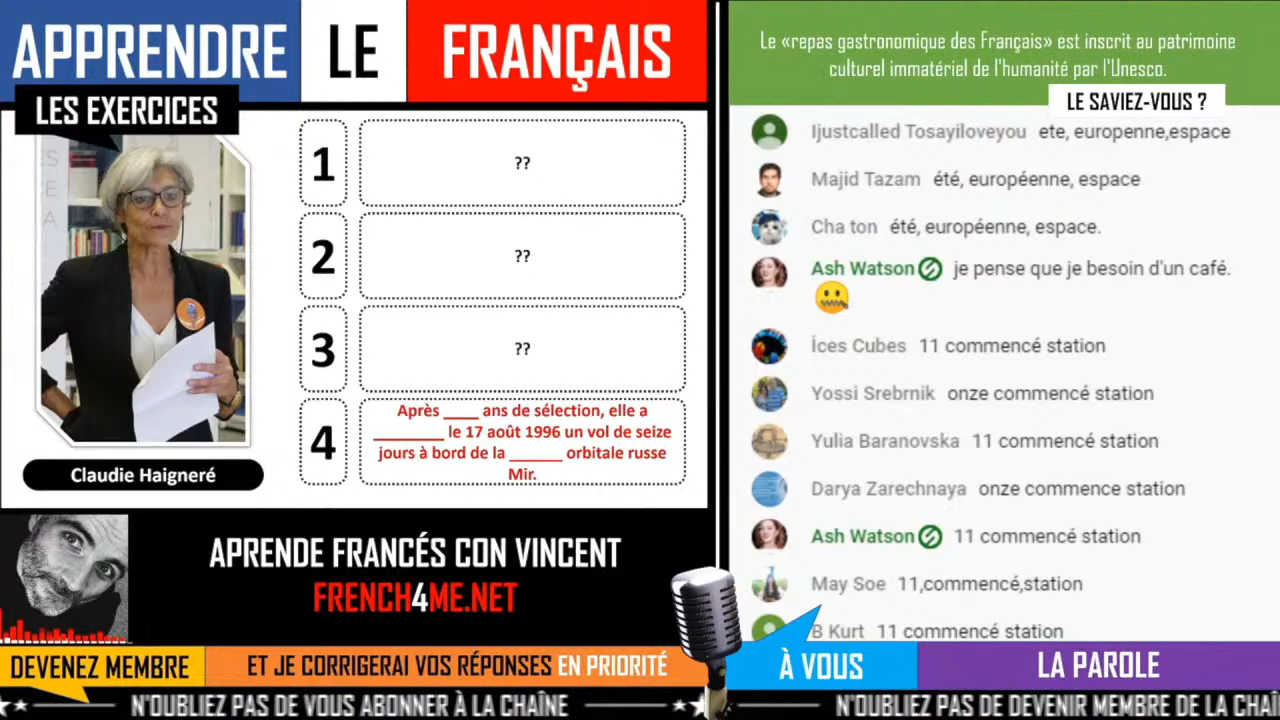 APPRENDRE LE FRANÇAIS
LES EXERCICES
1
??
2
??
3
??
4
Après ____ ans de sélection, elle a
________ le 17 août 1996 un vol de seize
jours à bord de la ______ orbitale russe
Mir.
Claudie Haigneré
APRENDE FRANCÉS CON VINCENT
FRENCH4ME.NET
DEVENEZ MEMBRE
ET JE CORRIGERAI VOS RÉPONSES EN PRIORITÉ
Le «repas gastronomique des Français» est inscrit au patrimoine
culturel immatériel de l'humanité par l'Unesco.
LE SAVIEZ-VOUS ?
Ijustcalled Tosayiloveyou ete, europenne,espace
Majid Tazam été, européenne, espace
Cha ton été, européenne, espace.
Ash Watson je pense que je besoin d'un café.
İces Cubes 11 commencé station
Yossi Srebrnik onze commencé station
Yulia Baranovska 11 commencé station
Darya Zarechnaya onze commence station
Ash Watson 11 commencé station
May Soe 11,commencé,station
B Kurt 11 commencé station
À VOUS
LA PAROLE
N'OUBLIEZ PAS DE VOUS ABONNER À LA CHAÎNE
N'OUBLIEZ PAS DE DEVENIR MEMBRE DE LA CHAÎ